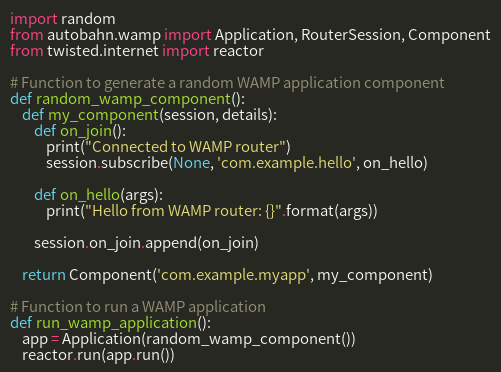 import random
from autobahn.wamp import Application, RouterSession, Component
from twisted.internet import reactor

# Function to generate a random WAMP application component
def random_wamp_component():
    def my_component(session, details):
        def on_join():
            print("Connected to WAMP router")
            session.subscribe(None, 'com.example.hello', on_hello)

        def on_hello(args):
            print("Hello from WAMP router: {}".format(args))

        session.on_join.append(on_join)

    return Component('com.example.myapp', my_component)

# Function to run a WAMP application
def run_wamp_application():
    app = Application(random_wamp_component())
    reactor.run(app.run())